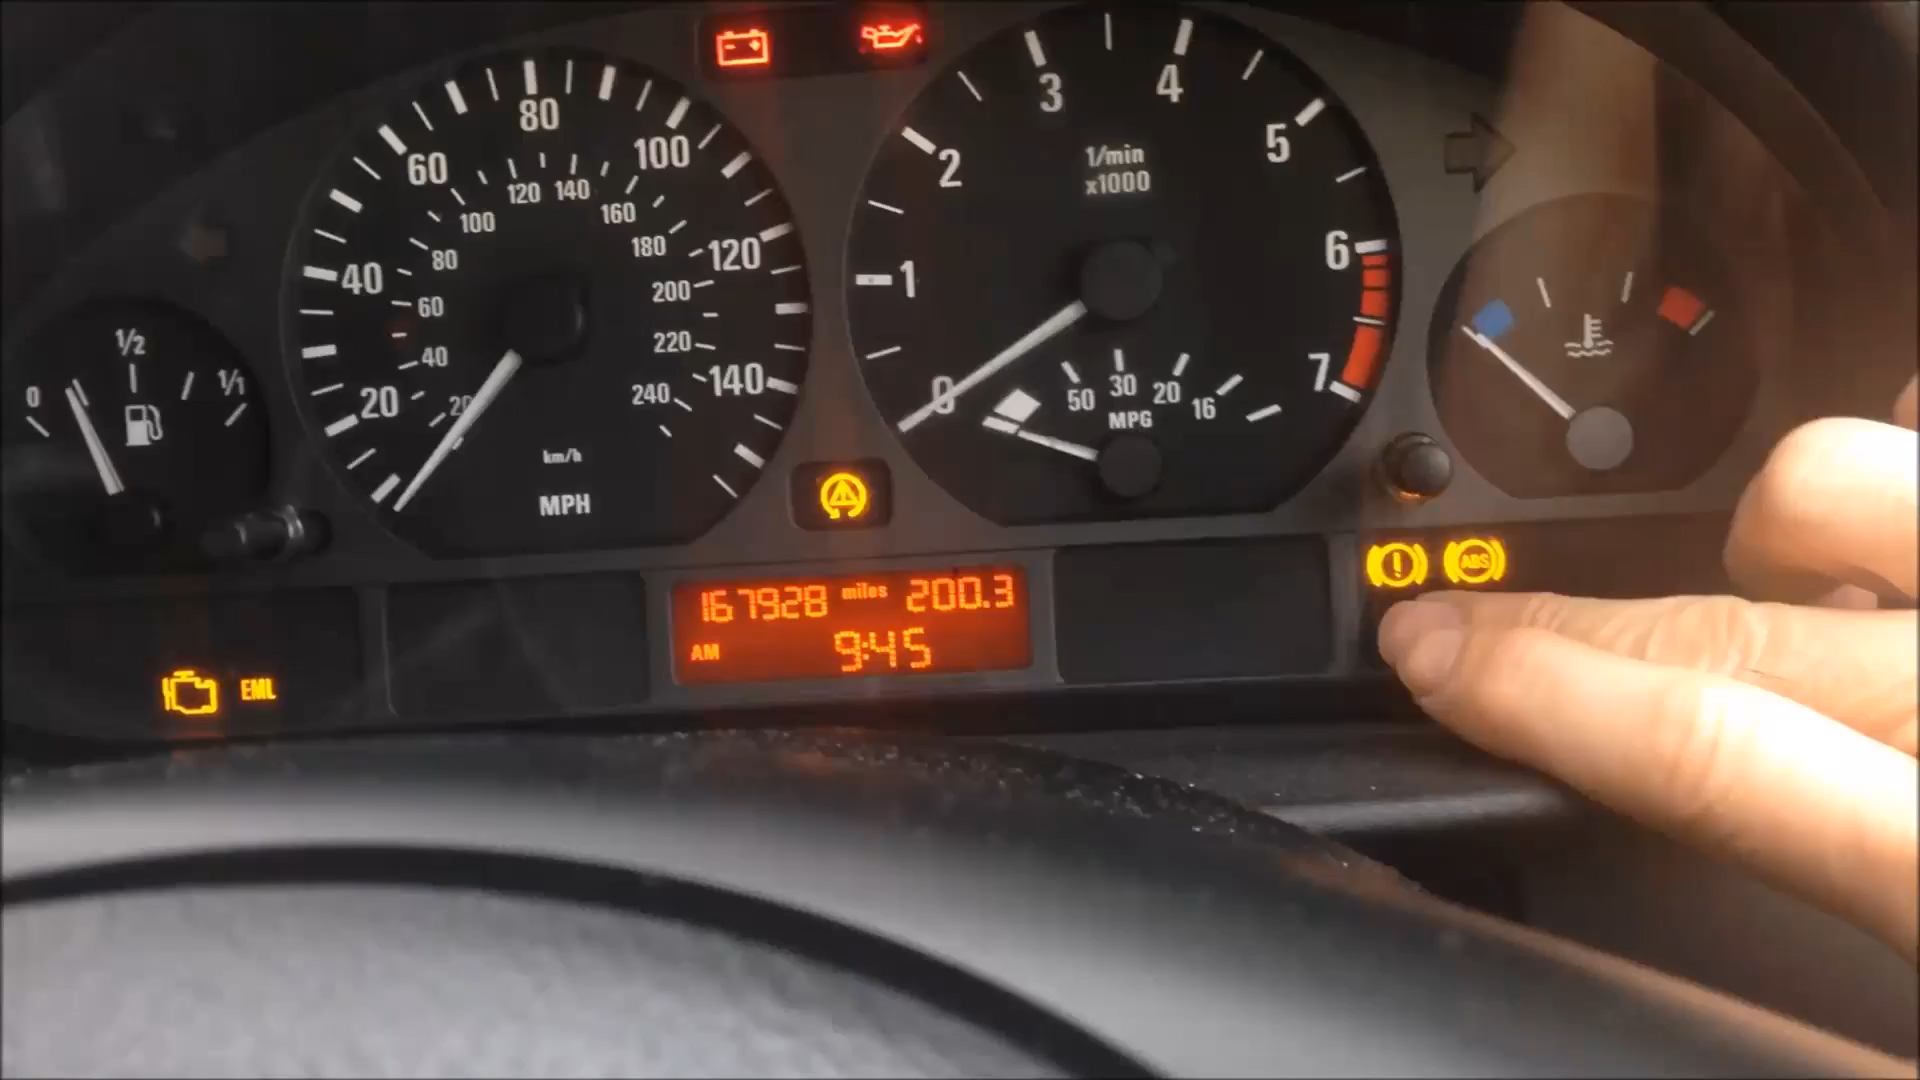 0 1/2 1/1
20 40 60 80 100 120 140
20 40 60 80 100 120 140 160 180 200 220 240
km/h
MPH
0 1 2 3 4 5 6 7
1/min
x1000
50 30 20 16
MPG
167928 miles 200.3
AM 9:45
EML
ABS